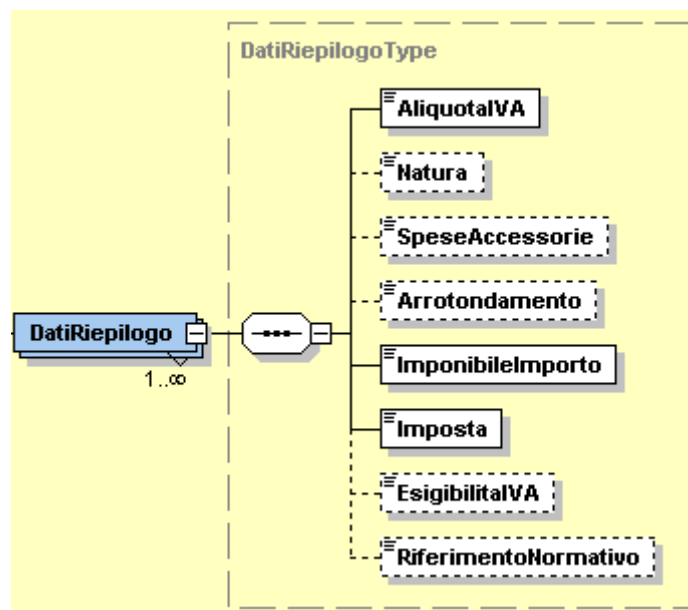 DatiRiepilogoType
AliquotaIVA
Natura
SpeseAccessorie
Arrotondamento
DatiRiepilogo
1..∞
ImponibileImporto
Imposta
EsigibilitaIVA
RiferimentoNormativo